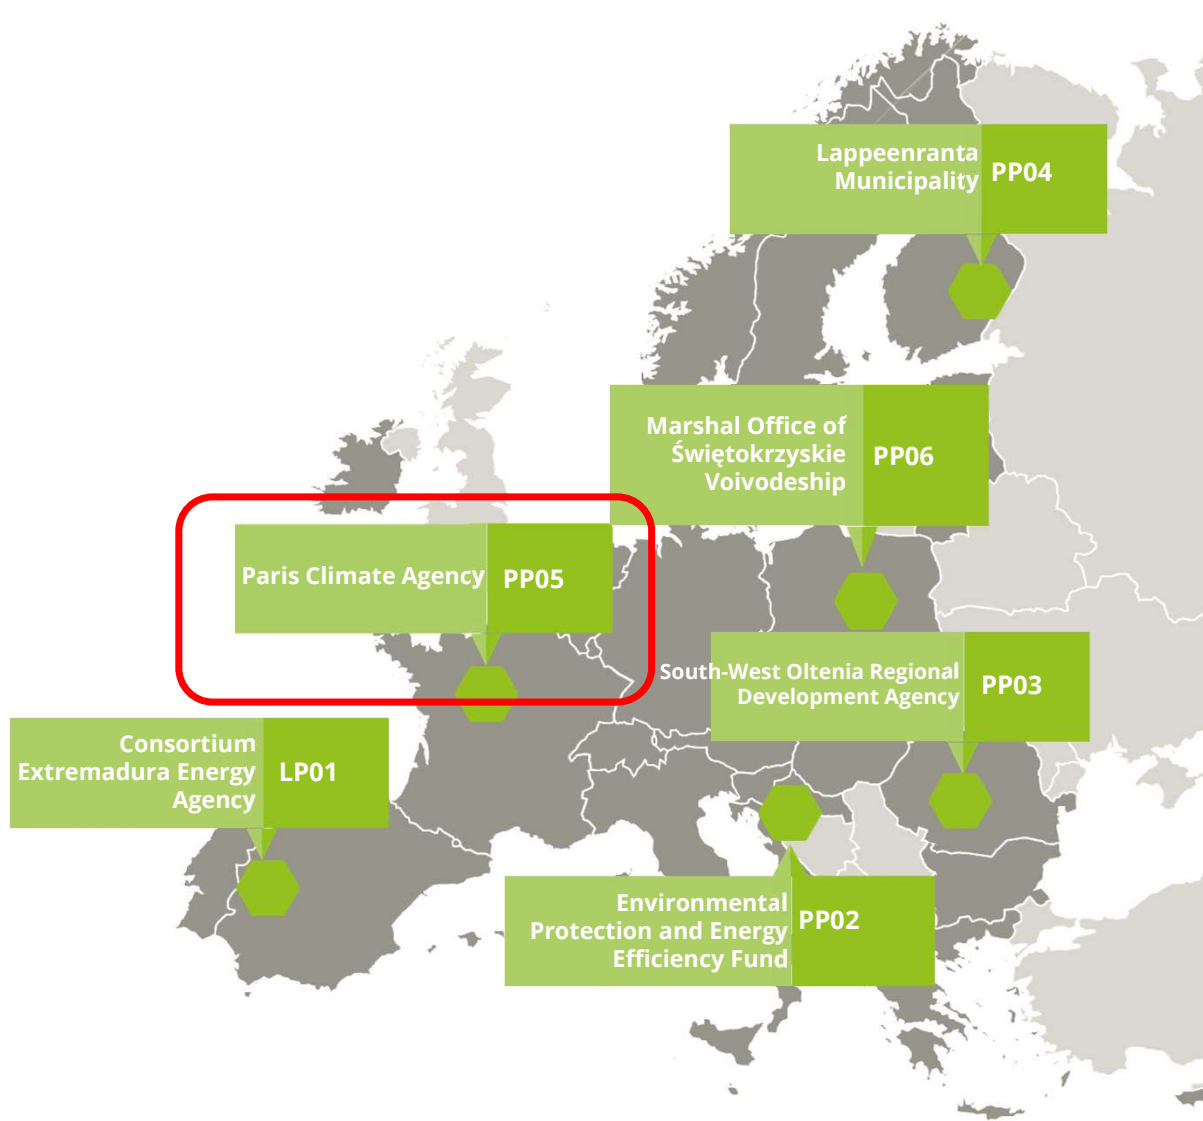 Lappeenranta
Municipality
PP04
Marshal Office of
Świętokrzyskie
Voivodeship
PP06
Paris Climate Agency
PP05
South-West Oltenia Regional
Development Agency
PP03
Consortium
Extremadura Energy
Agency
LP01
Environmental
Protection and Energy
Efficiency Fund
PP02